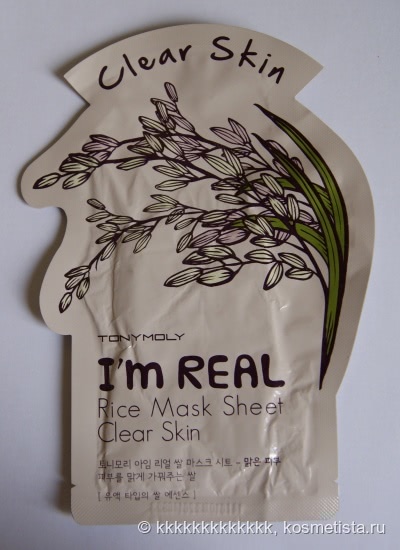 Clear Skin
TONYMOLY
I'm REAL
Rice Mask Sheet
Clear Skin
토니모리 아임 리얼 쌀 마스크 시트 - 맑은 피부
피부를 맑게 가꿔주는 쌀
[ 유액 타입의 쌀 에센스 ]
© kkkkkkkkkkkkk, kosmetista.ru